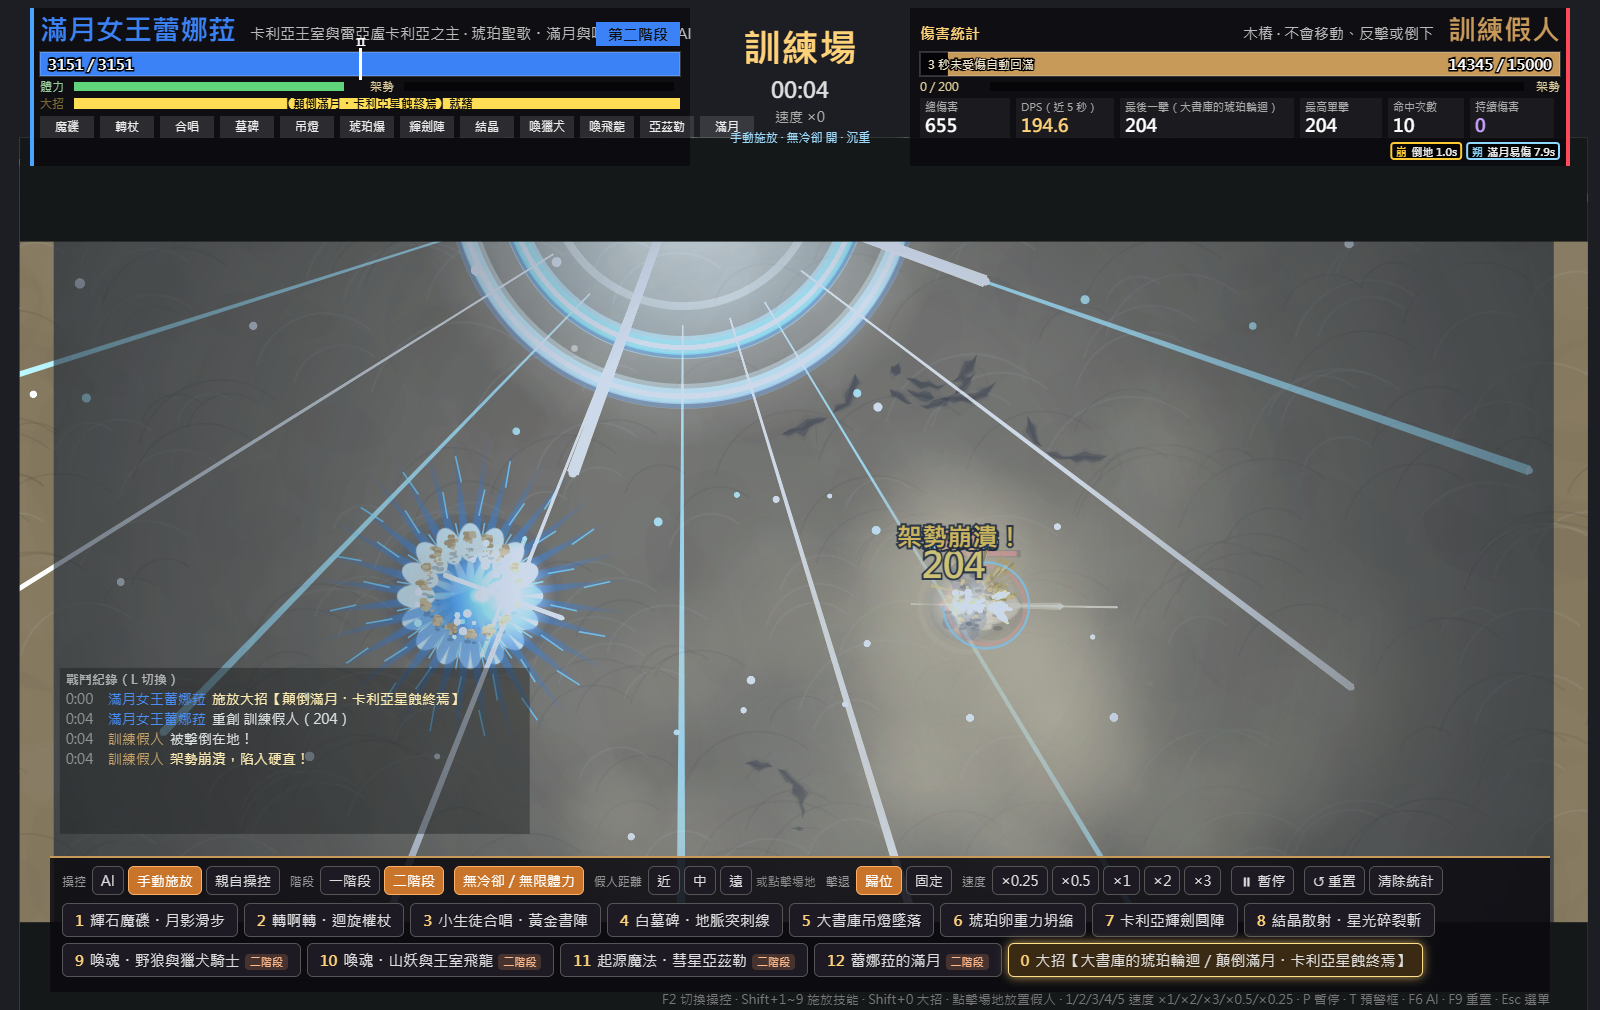 滿月女王蕾娜菈
卡利亞王室與雷亞盧卡利亞之主 · 琥珀聖歌 · 滿月與
第二階段
AI
II
3151 / 3151
體力
架勢
大招
【顛倒滿月．卡利亞星蝕終焉】就緒
魔礫 轉杖 合唱 墓碑 吊燈 琥珀爆 輝劍陣 結晶 喚獵犬 喚飛龍 亞茲勒 滿月
訓練場
00:04
速度 ×0
手動施放 · 無冷卻 開 · 沉重
傷害統計
木樁 · 不會移動、反擊或倒下
訓練假人
3 秒未受傷自動回滿
14345 / 15000
0 / 200
架勢
總傷害
655
DPS（近 5 秒）
194.6
最後一擊（大書庫的琥珀輪迴）
204
最高單擊
204
命中次數
10
持續傷害
0
崩 倒地 1.0s
朔 滿月易傷 7.9s
架勢崩潰！
204
戰鬥紀錄（L 切換）
0:00 滿月女王蕾娜菈 施放大招【顛倒滿月．卡利亞星蝕終焉】
0:04 滿月女王蕾娜菈 重創 訓練假人（204）
0:04 訓練假人 被擊倒在地！
0:04 訓練假人 架勢崩潰，陷入硬直！
操控 AI 手動施放 親自操控 階段 一階段 二階段 無冷卻 / 無限體力 假人距離 近 中 遠 或點擊場地 擊退 歸位 固定 速度 ×0.25 ×0.5 ×1 ×2 ×3 ⏸ 暫停 ↺ 重置 清除統計
1 輝石魔礫．月影滑步 2 轉啊轉．迴旋權杖 3 小生徒合唱．黃金書陣 4 白墓碑．地脈突刺線 5 大書庫吊燈墜落 6 琥珀卵重力坍縮 7 卡利亞輝劍圓陣 8 結晶散射．星光碎裂斬
9 喚魂．野狼與獵犬騎士 二階段 10 喚魂．山妖與王室飛龍 二階段 11 起源魔法．彗星亞茲勒 二階段 12 蕾娜菈的滿月 二階段 0 大招【大書庫的琥珀輪迴 / 顛倒滿月．卡利亞星蝕終焉】
F2 切換操控 · Shift+1~9 施放技能 · Shift+0 大招 · 點擊場地放置假人 · 1/2/3/4/5 速度 ×1/×2/×3/×0.5/×0.25 · P 暫停 · T 預警框 · F6 AI · F9 重置 · Esc 選單